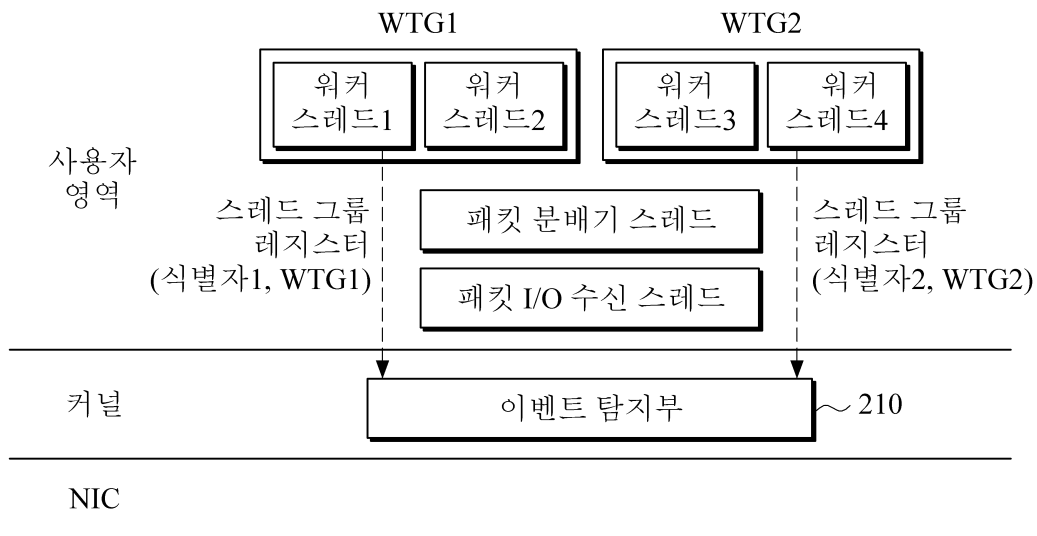 WTG1
WTG2
워커
스레드1
워커
스레드2
워커
스레드3
워커
스레드4
사용자
영역
스레드 그룹
레지스터
(식별자1, WTG1)
패킷 분배기 스레드
패킷 I/O 수신 스레드
스레드 그룹
레지스터
(식별자2, WTG2)
커널
이벤트 탐지부
210
NIC